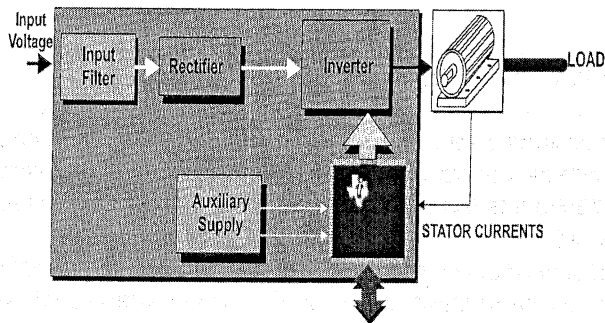 Input
Voltage
Input
Filter
Rectifier
Inverter
LOAD
Auxiliary
Supply
STATOR CURRENTS